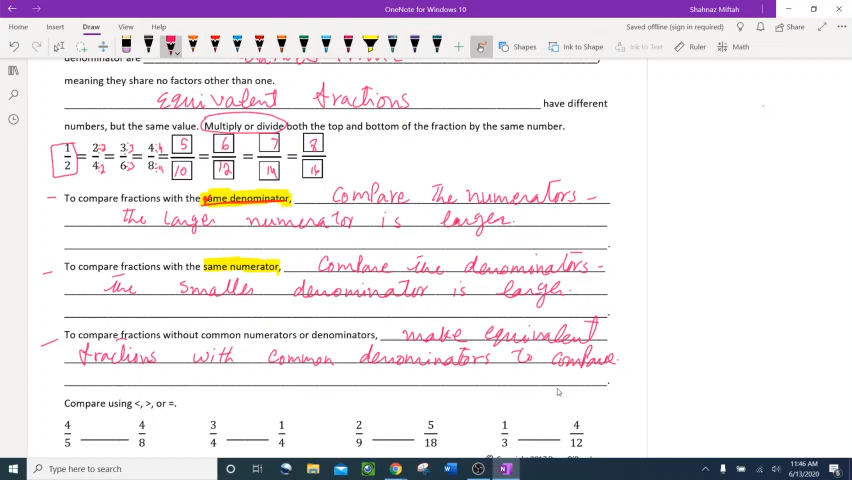 OneNote for Windows 10
Shahnaz Miftah
Home Insert Draw View Help Saved offline (sign in required) Share
Shapes Ink to Shape Ink to Text Ruler Math
denominator are
meaning they share no factors other than one.
equivalent fractions have different
numbers, but the same value. Multiply or divide both the top and bottom of the fraction by the same number.
1/2 = 2/4 = 3/6 = 4/8 = 5/10 = 6/12 = 7/14 = 8/16
To compare fractions with the same denominator, Compare the numerators -
the larger numerator is larger.
To compare fractions with the same numerator, Compare the denominators -
the smaller denominator is larger.
To compare fractions without common numerators or denominators, make equivalent
fractions with common denominators to compare.
Compare using <, >, or =.
4/5 ____ 4/8 3/4 ____ 1/4 2/9 ____ 5/18 1/3 ____ 4/12
Type here to search
11:46 AM
6/13/2020